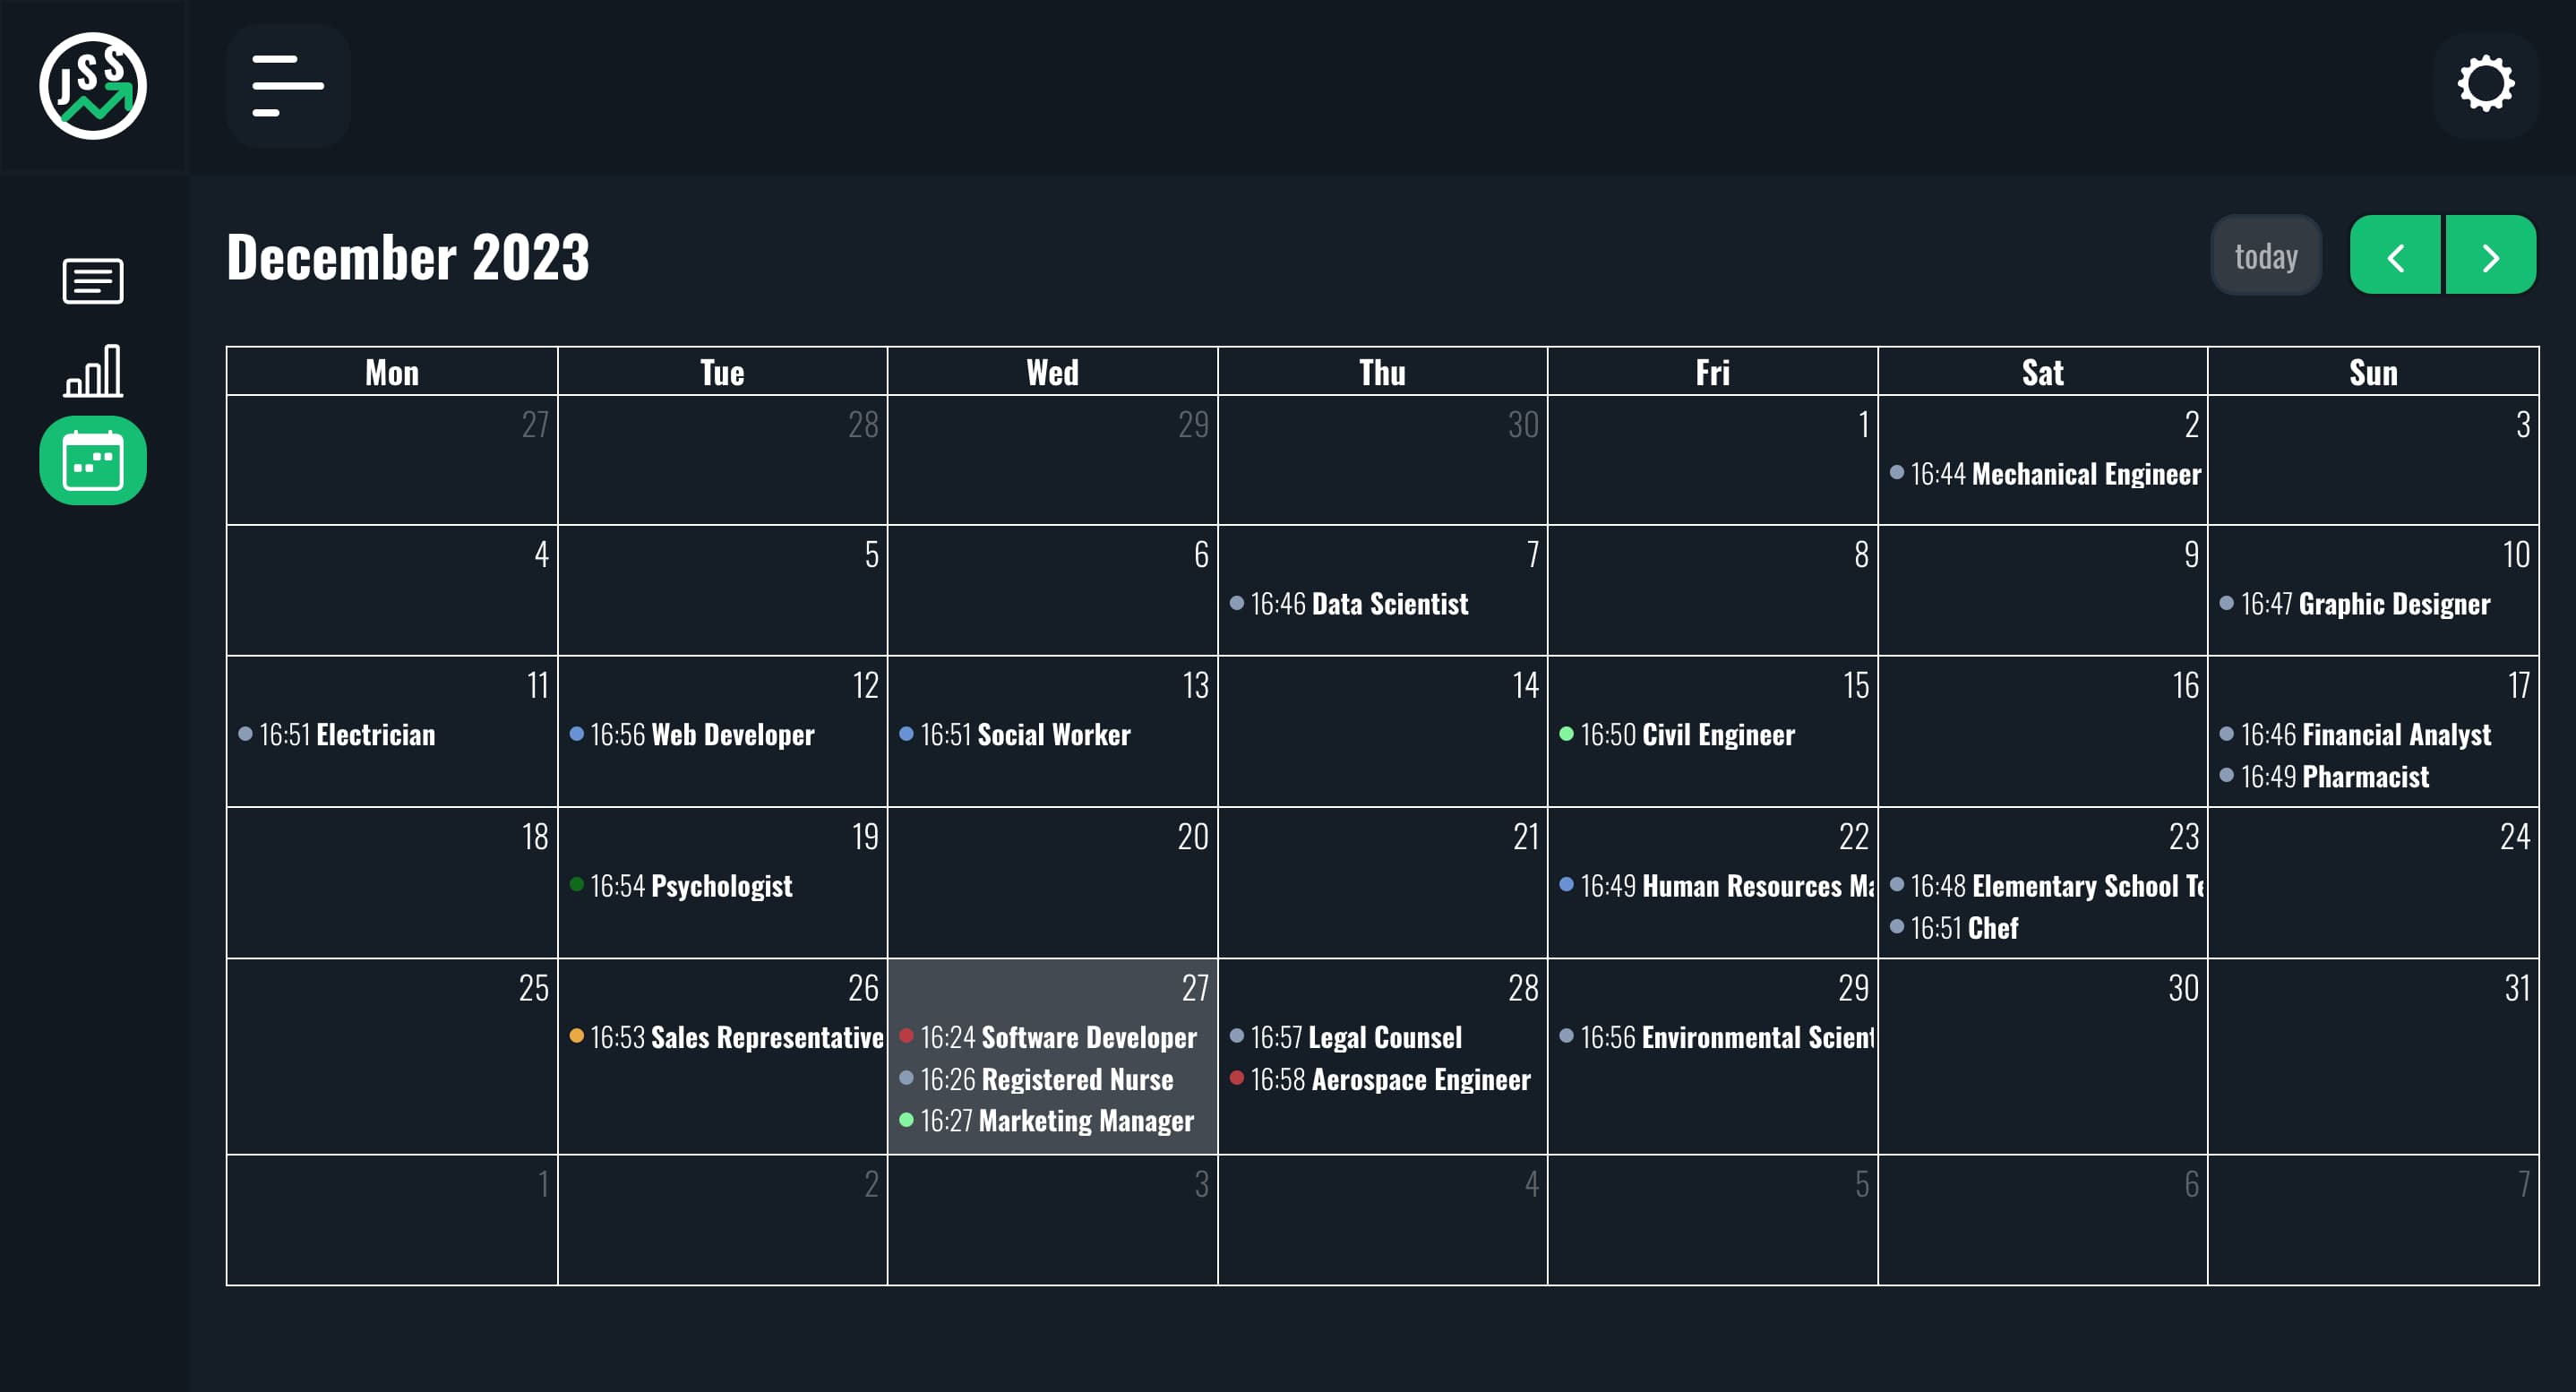 JSS
December 2023
today
Mon Tue Wed Thu Fri Sat Sun
27 28 29 30 1 2 3
16:44 Mechanical Engineer
4 5 6 7 8 9 10
16:46 Data Scientist
16:47 Graphic Designer
11 12 13 14 15 16 17
16:51 Electrician
16:56 Web Developer
16:51 Social Worker
16:50 Civil Engineer
16:46 Financial Analyst
16:49 Pharmacist
18 19 20 21 22 23 24
16:54 Psychologist
16:49 Human Resources
16:48 Elementary School
16:51 Chef
25 26 27 28 29 30 31
16:53 Sales Representative
16:24 Software Developer
16:26 Registered Nurse
16:27 Marketing Manager
16:57 Legal Counsel
16:58 Aerospace Engineer
16:56 Environmental Scient
1 2 3 4 5 6 7